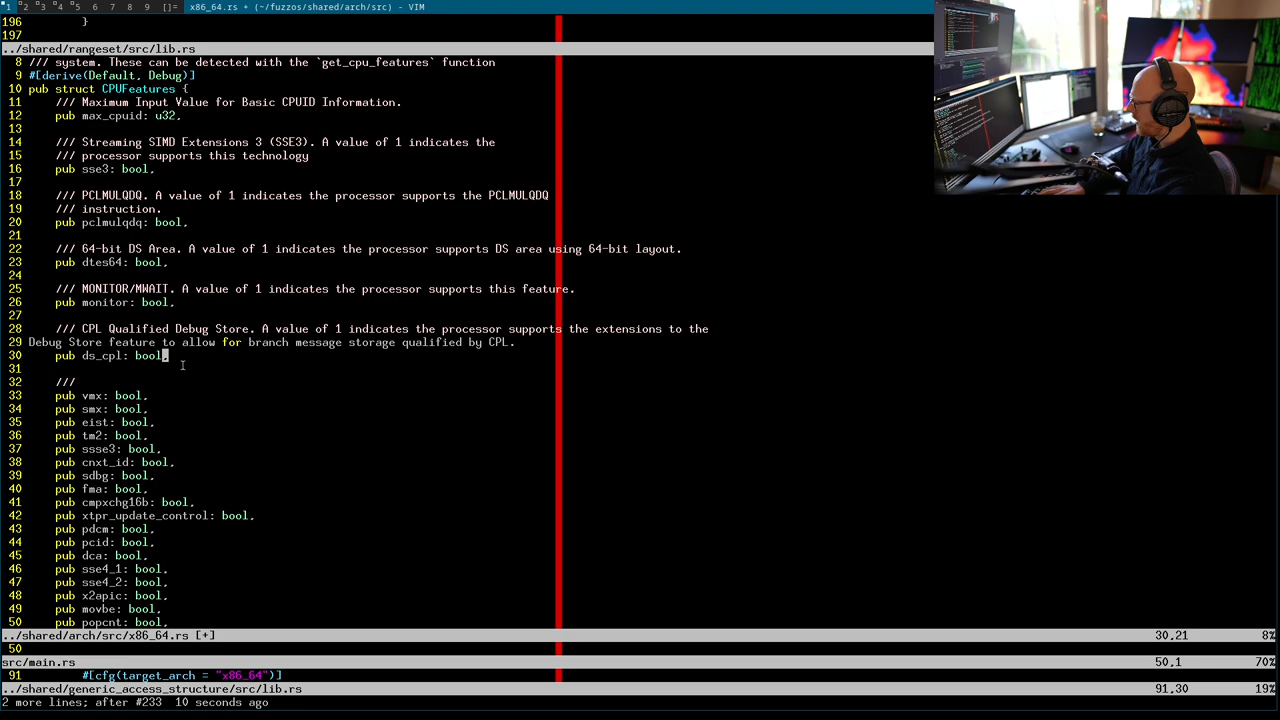 1 2 3 4 5 6 7 8 9 []= x86_64.rs + (~/fuzzos/shared/arch/src) - VIM
196         }
197
../shared/rangeset/src/lib.rs
8 /// system. These can be detected with the `get_cpu_features` function
9 #[derive(Default, Debug)]
10 pub struct CPUFeatures {
11     /// Maximum Input Value for Basic CPUID Information.
12     pub max_cpuid: u32,
13
14     /// Streaming SIMD Extensions 3 (SSE3). A value of 1 indicates the
15     /// processor supports this technology
16     pub sse3: bool,
17
18     /// PCLMULQDQ. A value of 1 indicates the processor supports the PCLMULQDQ
19     /// instruction.
20     pub pclmulqdq: bool,
21
22     /// 64-bit DS Area. A value of 1 indicates the processor supports DS area using 64-bit layout.
23     pub dtes64: bool,
24
25     /// MONITOR/MWAIT. A value of 1 indicates the processor supports this feature.
26     pub monitor: bool,
27
28     /// CPL Qualified Debug Store. A value of 1 indicates the processor supports the extensions to the
29 Debug Store feature to allow for branch message storage qualified by CPL.
30     pub ds_cpl: bool,
31
32     ///
33     pub vmx: bool,
34     pub smx: bool,
35     pub eist: bool,
36     pub tm2: bool,
37     pub ssse3: bool,
38     pub cnxt_id: bool,
39     pub sdbg: bool,
40     pub fma: bool,
41     pub cmpxchg16b: bool,
42     pub xtpr_update_control: bool,
43     pub pdcm: bool,
44     pub pcid: bool,
45     pub dca: bool,
46     pub sse4_1: bool,
47     pub sse4_2: bool,
48     pub x2apic: bool,
49     pub movbe: bool,
50     pub popcnt: bool,
../shared/arch/src/x86_64.rs [+] 30,21 8%
50
src/main.rs 50,1 70%
91         #[cfg(target_arch = "x86_64")]
../shared/generic_access_structure/src/lib.rs 91,30 19%
2 more lines; after #233  10 seconds ago